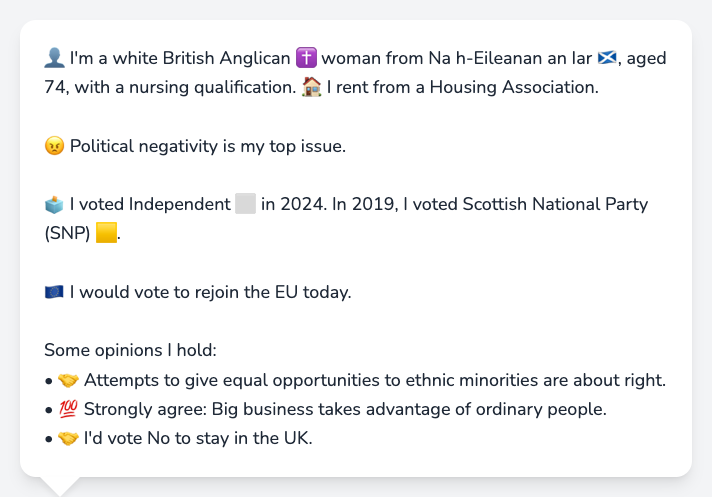 👤 I'm a white British Anglican ✝️ woman from Na h-Eileanan an Iar 🏴󠁧󠁢󠁳󠁣󠁴󠁿, aged
74, with a nursing qualification. 🏠 I rent from a Housing Association.
😠 Political negativity is my top issue.
🗳️ I voted Independent ⬜ in 2024. In 2019, I voted Scottish National Party
(SNP) 🟨.
🇪🇺 I would vote to rejoin the EU today.
Some opinions I hold:
• 🤝 Attempts to give equal opportunities to ethnic minorities are about right.
• 💯 Strongly agree: Big business takes advantage of ordinary people.
• 🤝 I'd vote No to stay in the UK.